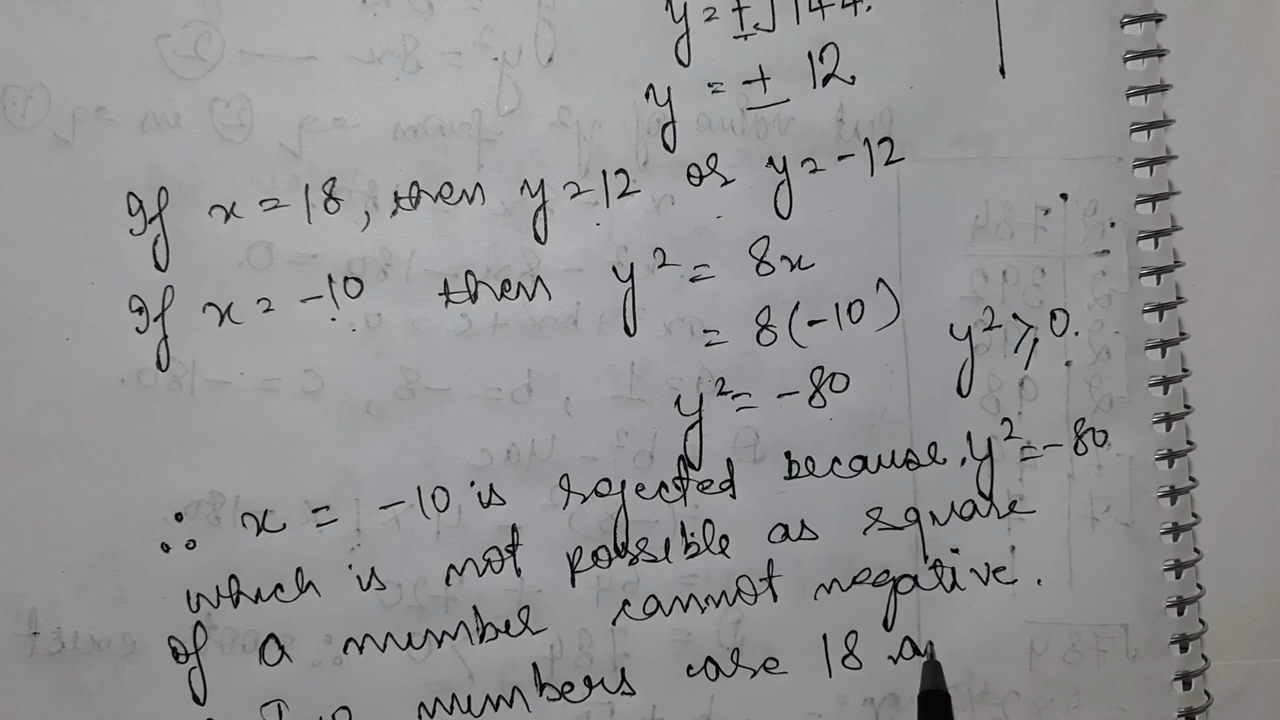 y = ±√144.
y = ± 12
If x = 18, then y = 12 or y = -12
If x = -10 then y² = 8x
= 8(-10)
y² = -80
y² ⩾ 0.
∴ x = -10 is rejected because y² = -80
which is not possible as square
of a number cannot negative.
numbers are 18